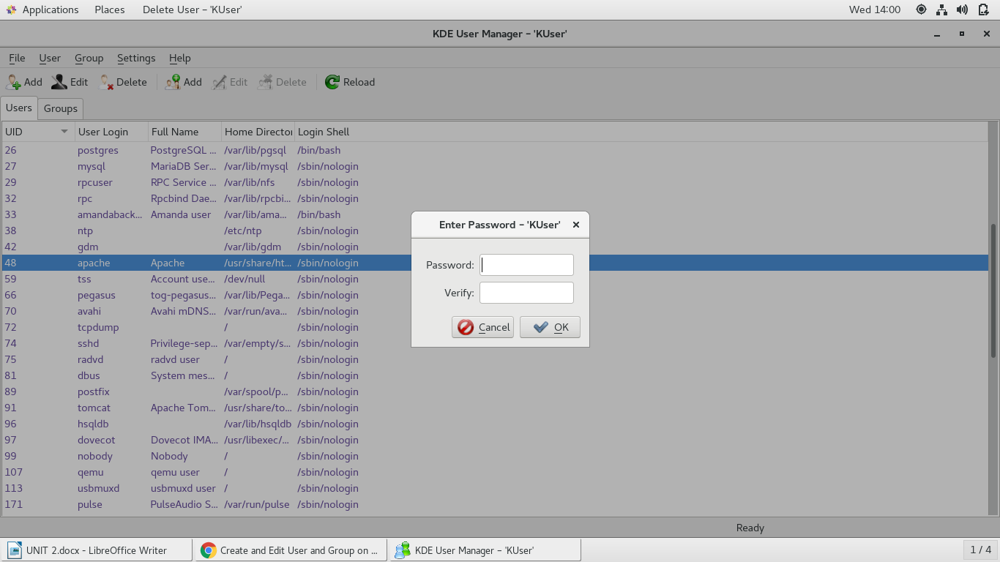 Applications Places Delete User – 'KUser' Wed 14:00
KDE User Manager – 'KUser'
File User Group Settings Help
Add Edit Delete Add Edit Delete Reload
Users Groups
UID User Login Full Name Home Director Login Shell
26 postgres PostgreSQL ... /var/lib/pgsql /bin/bash
27 mysql MariaDB Ser... /var/lib/mysql /sbin/nologin
29 rpcuser RPC Service ... /var/lib/nfs /sbin/nologin
32 rpc Rpcbind Dae... /var/lib/rpcbi... /sbin/nologin
33 amandaback... Amanda user /var/lib/ama... /bin/bash
38 ntp /etc/ntp /sbin/nologin
42 gdm /var/lib/gdm /sbin/nologin
48 apache Apache /usr/share/ht... /sbin/nologin
59 tss Account use... /dev/null /sbin/nologin
66 pegasus tog-pegasus... /var/lib/Pega... /sbin/nologin
70 avahi Avahi mDNS... /var/run/ava... /sbin/nologin
72 tcpdump / /sbin/nologin
74 sshd Privilege-sep... /var/empty/s... /sbin/nologin
75 radvd radvd user / /sbin/nologin
81 dbus System mes... / /sbin/nologin
89 postfix /var/spool/p... /sbin/nologin
91 tomcat Apache Tom... /usr/share/to... /sbin/nologin
96 hsqldb /var/lib/hsqldb /sbin/nologin
97 dovecot Dovecot IMA... /usr/libexec/... /sbin/nologin
99 nobody Nobody / /sbin/nologin
107 qemu qemu user / /sbin/nologin
113 usbmuxd usbmuxd user / /sbin/nologin
171 pulse PulseAudio S... /var/run/pulse /sbin/nologin
Enter Password – 'KUser'
Password:
Verify:
Cancel OK
Ready
UNIT 2.docx - LibreOffice Writer Create and Edit User and Group on ... KDE User Manager – 'KUser' 1 / 4